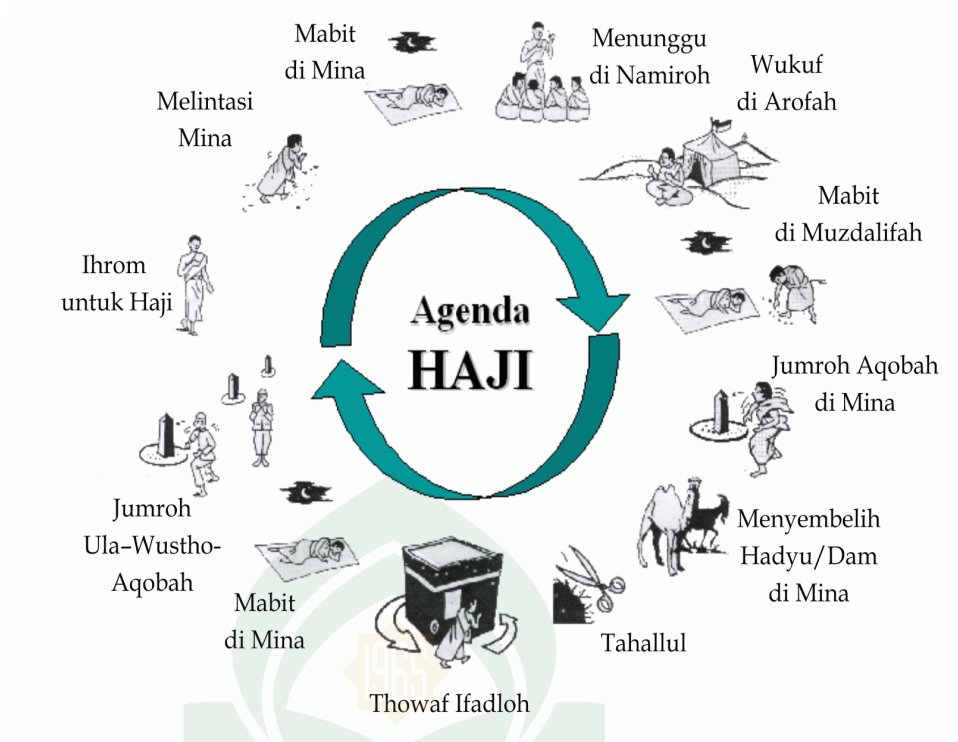 Agenda
HAJI
Ihrom
untuk Haji
Melintasi
Mina
Mabit
di Mina
Menunggu
di Namiroh
Wukuf
di Arofah
Mabit
di Muzdalifah
Jumroh Aqobah
di Mina
Menyembelih
Hadyu/Dam
di Mina
Tahallul
Thowaf Ifadloh
Mabit
di Mina
Jumroh
Ula-Wustho-
Aqobah
1965